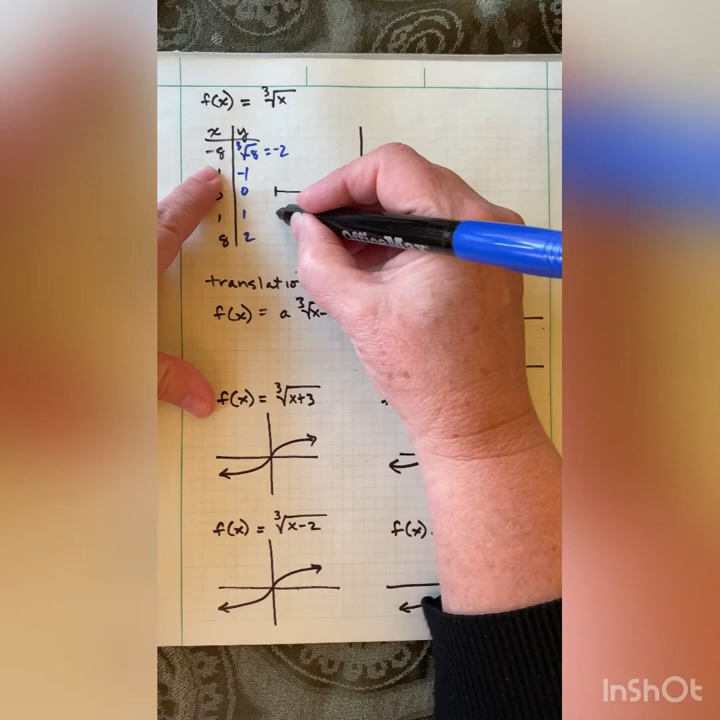 f(x) = ∛x
x y
-8 ∛-8 = -2
-1
0
1 1
8 2
translatio
f(x) = a ∛x-
f(x) = ∛x+3
f(x) = ∛x-2
f(x)
OfficeMax
InShOt